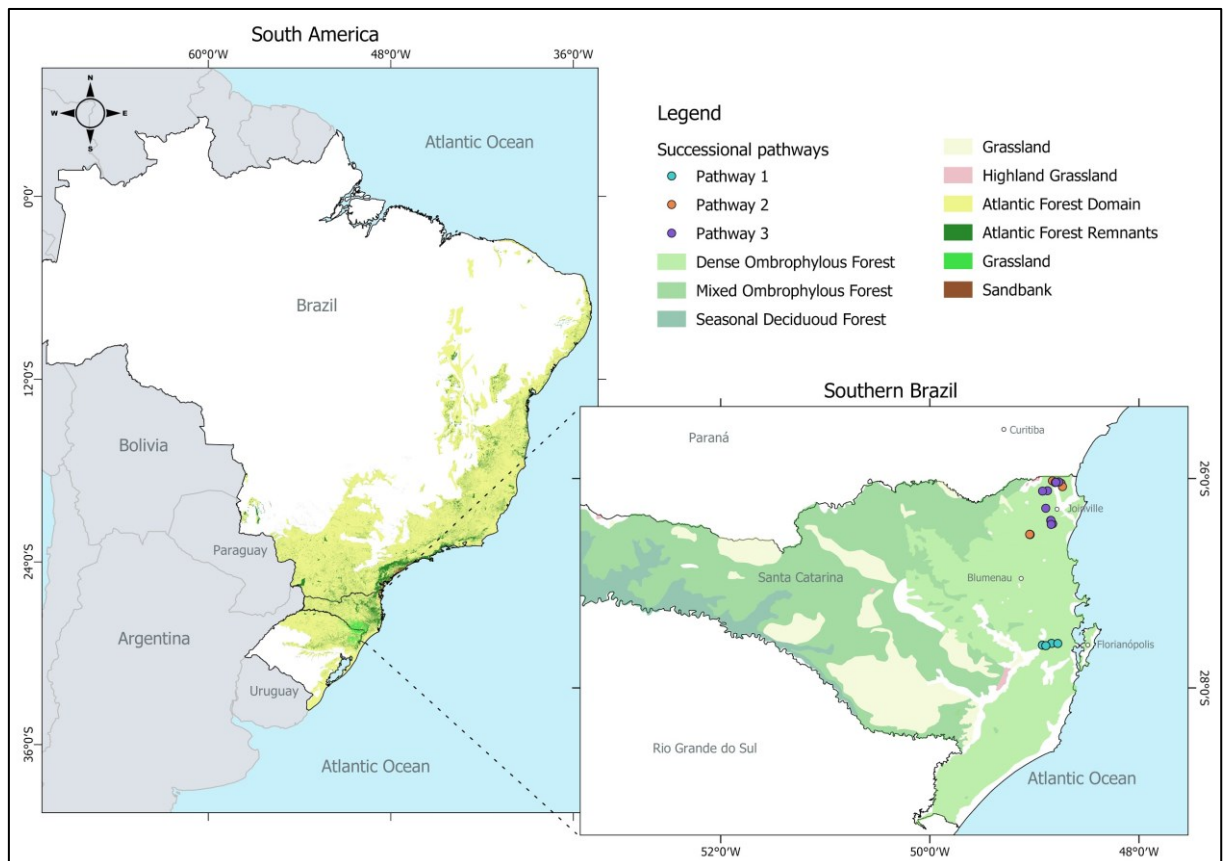 South America
60°0'W 48°0'W 36°0'W
N
W E
S
Atlantic Ocean
0°0'
Brazil
12°0'S
Bolivia
Paraguay
24°0'S
Argentina
Uruguay
36°0'S
Atlantic Ocean
Legend
Successional pathways
Pathway 1
Pathway 2
Pathway 3
Dense Ombrophylous Forest
Mixed Ombrophylous Forest
Seasonal Deciduoud Forest
Grassland
Highland Grassland
Atlantic Forest Domain
Atlantic Forest Remnants
Grassland
Sandbank
Southern Brazil
Curitiba
Paraná
26°0'S
Joinville
Santa Catarina
Blumenau
Florianópolis
28°0'S
Rio Grande do Sul
Atlantic Ocean
52°0'W 50°0'W 48°0'W